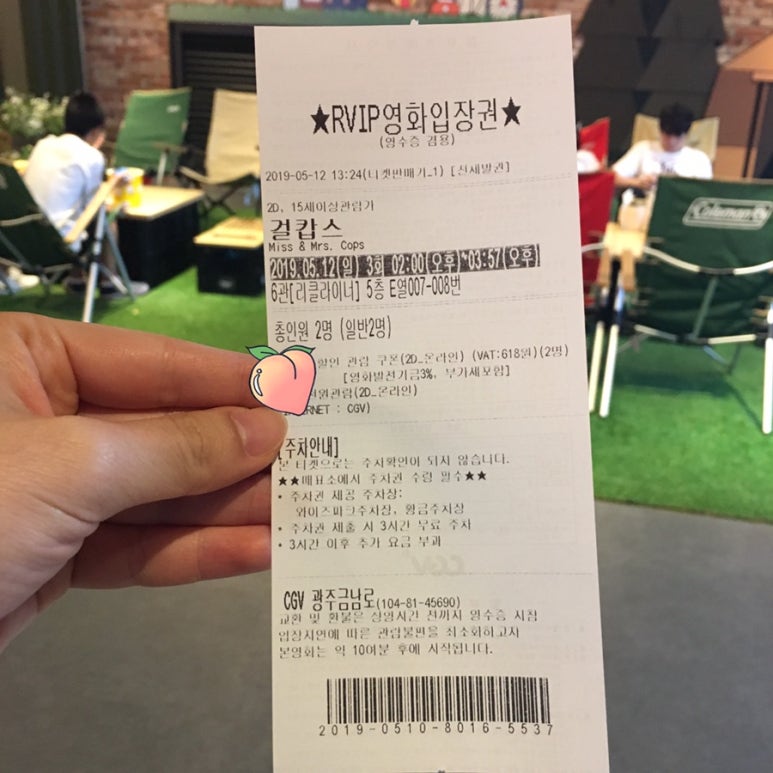 ★RVIP영화입장권★
(영수증 겸용)
2019-05-12 13:24(티켓판매기_1) [전세발권]
2D, 15세이상관람가
걸캅스
Miss & Mrs. Cops
2019.05.12(일) 3회 02:00(오후)~03:57(오후)
6관[리클라이너] 5층 E열007-008번
총인원 2명 (일반2명)
할인 관람 쿠폰(2D_온라인) (VAT:618원)(2명)
[영화발전기금3%, 부가세포함]
원관람(2D_온라인)
RNET : CGV)
[주차안내]
본 티켓으로는 주차확인이 되지 않습니다.
★★매표소에서 주차권 수령 필수★★
• 주차권 제공 주차장:
와이즈파크주차장, 황금주차장
• 주차권 제출 시 3시간 무료 주차
• 3시간 이후 추가 요금 부과
CGV 광주금남로(104-81-45690)
교환 및 환불은 상영시간 전까지 영수증 지참
입장지연에 따른 관람불편을 최소화하고자
본영화는 약 10여분 후에 시작됩니다.
2019-0510-8016-5537
Coleman